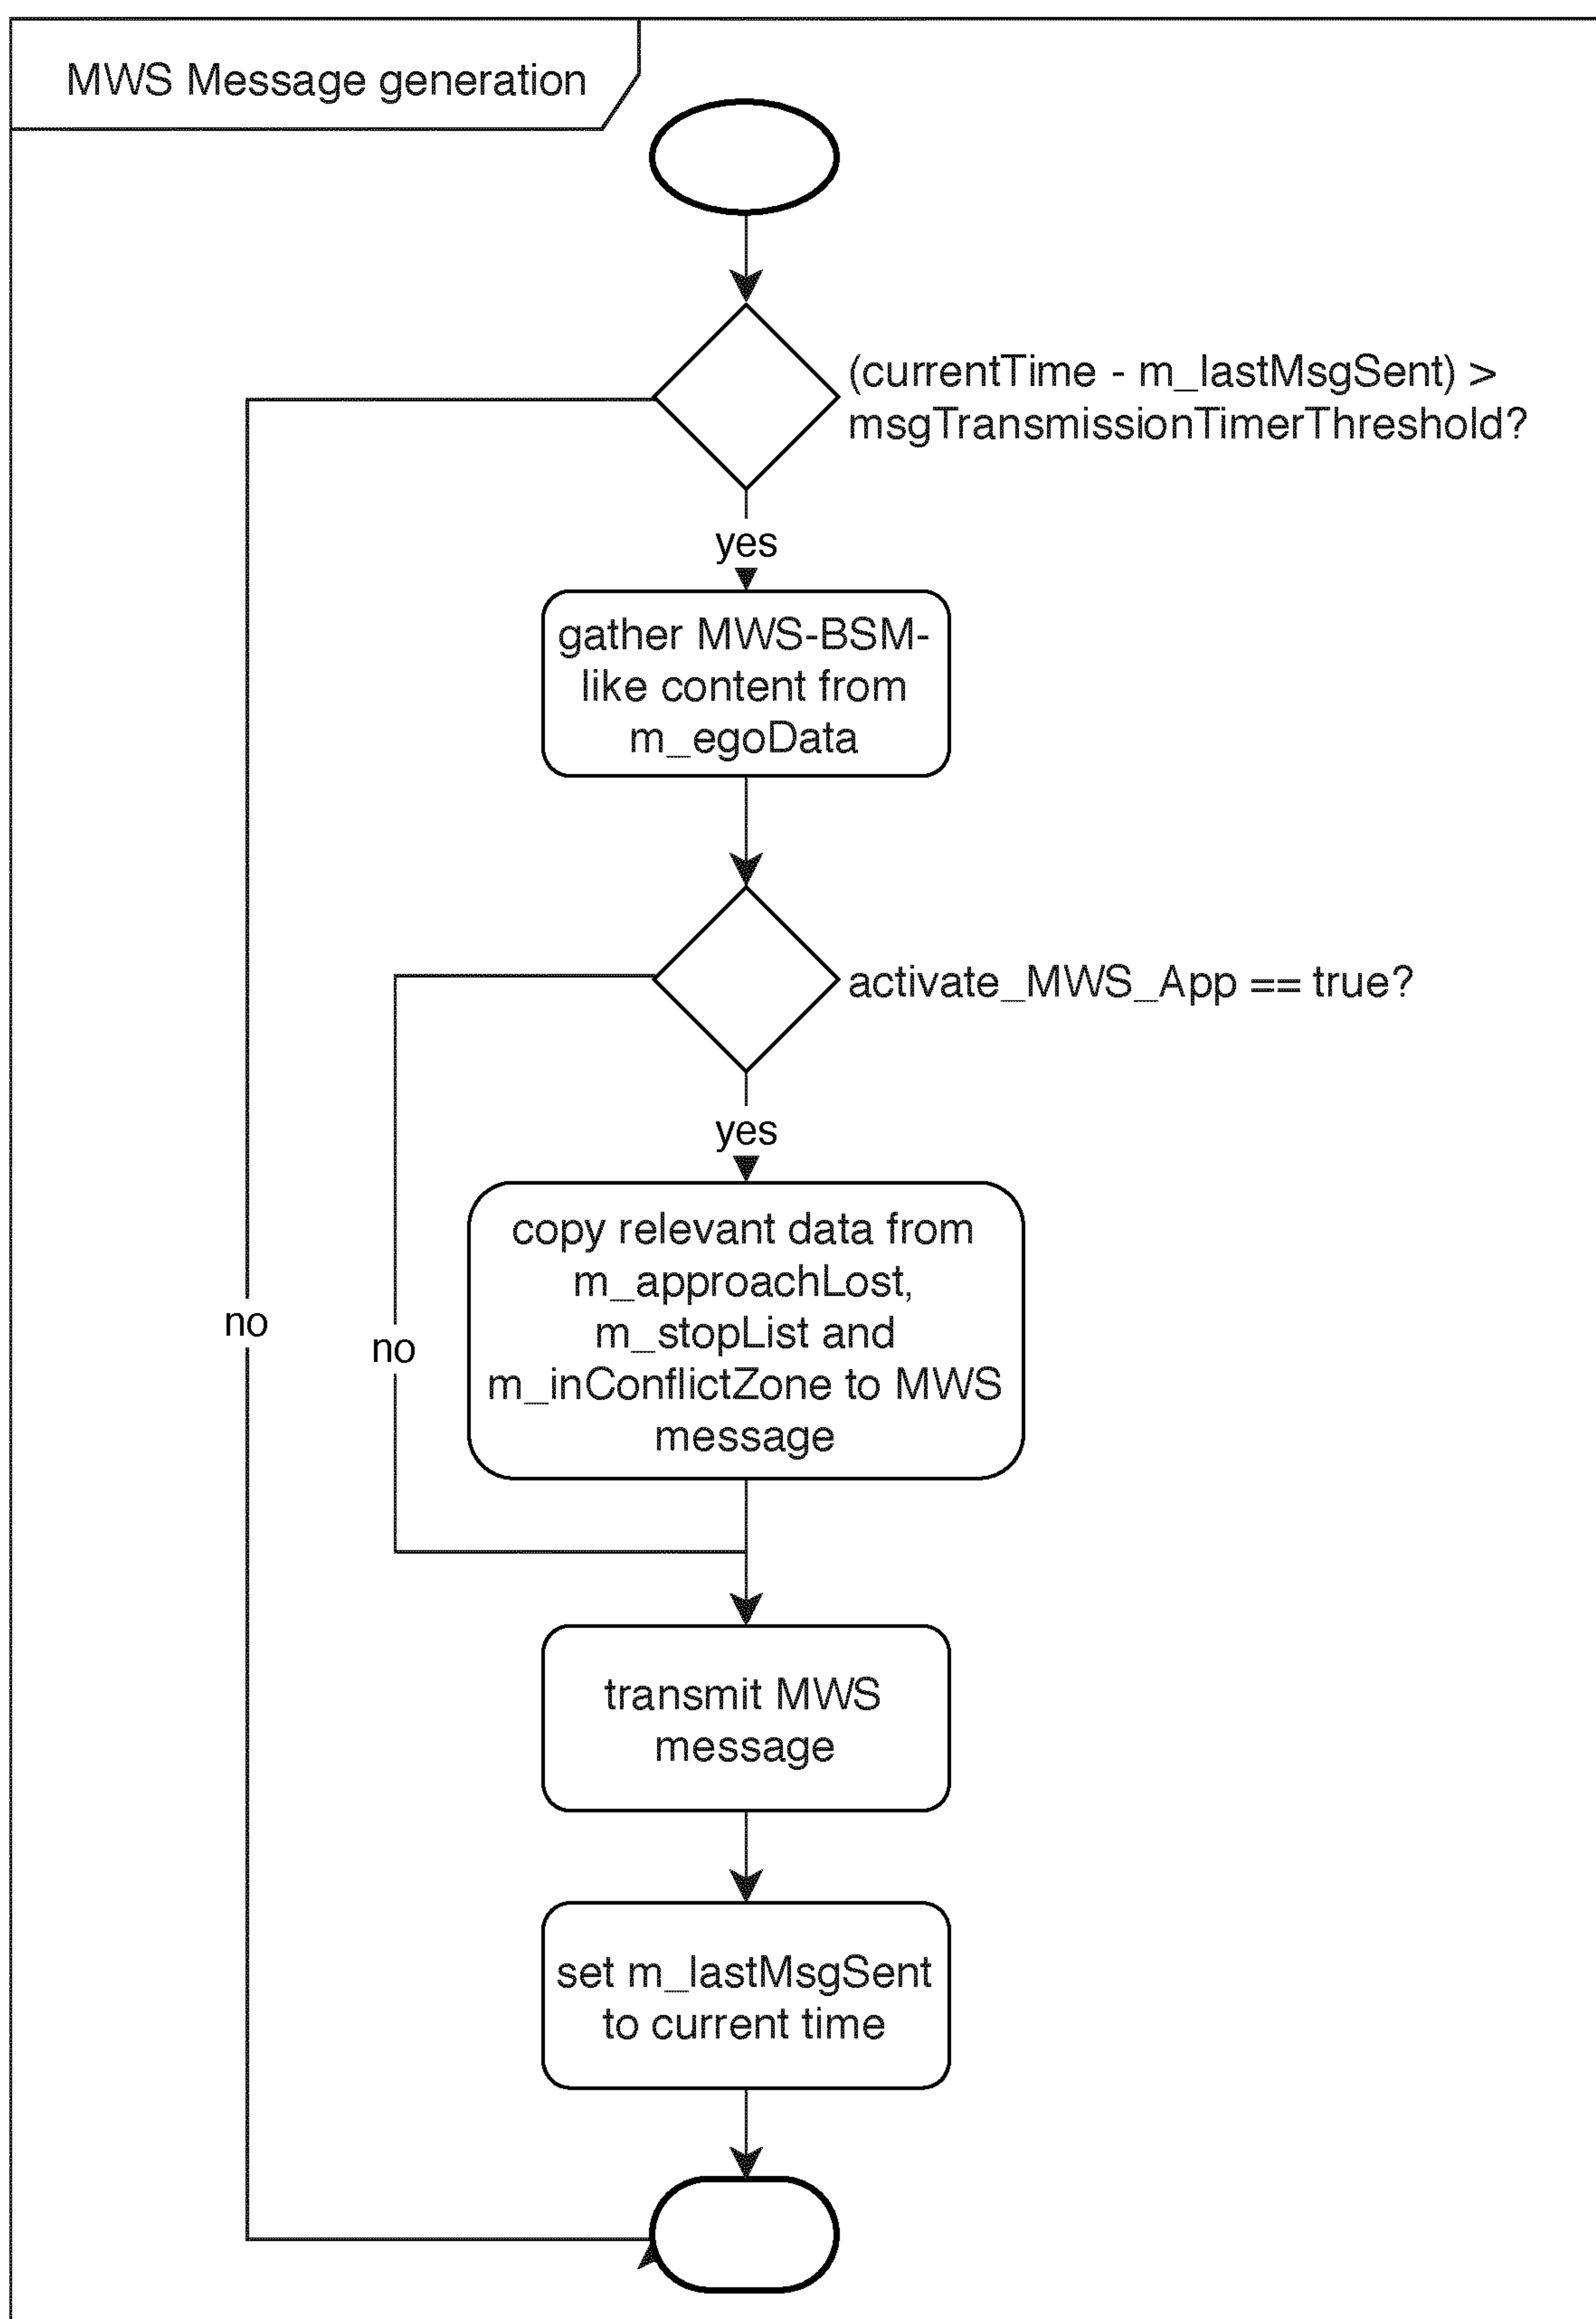 MWS Message generation
(currentTime - m_lastMsgSent) >
msgTransmissionTimerThreshold?
yes
gather MWS-BSM-
like content from
m_egoData
activate_MWS_App == true?
yes
copy relevant data from
m_approachLost,
m_stopList and
m_inConflictZone to MWS
message
no
no
transmit MWS
message
set m_lastMsgSent
to current time